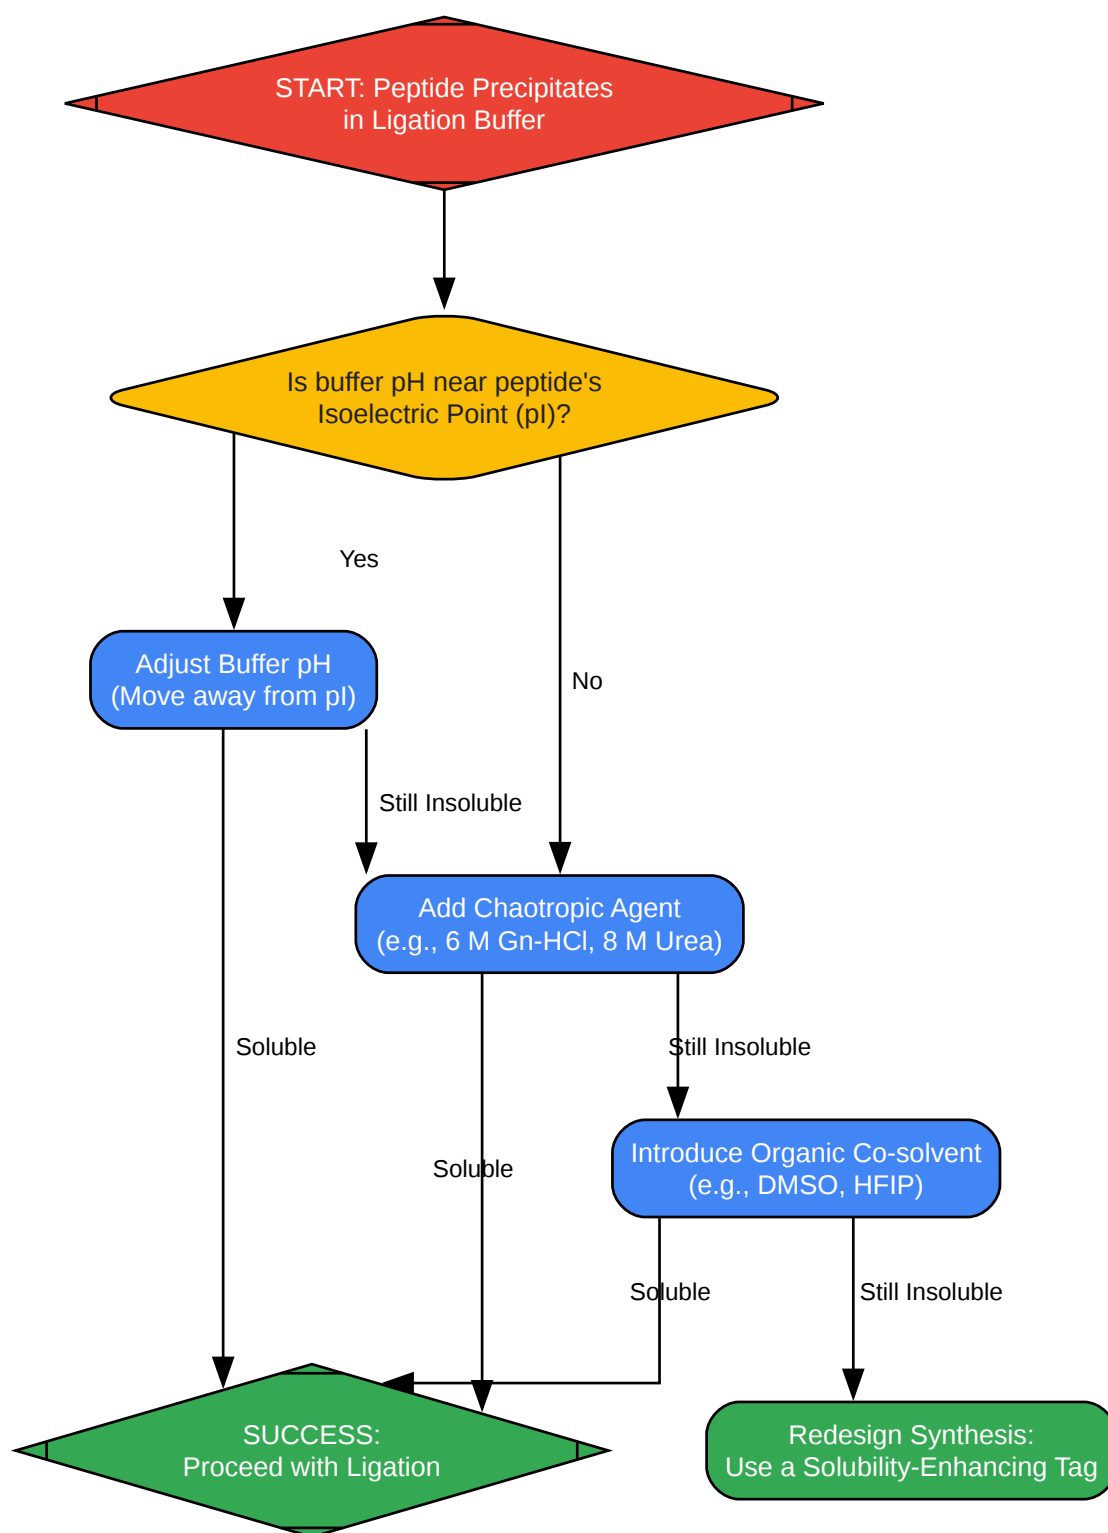 START: Peptide Precipitates
in Ligation Buffer
Is buffer pH near peptide's
Isoelectric Point (pI)?
Yes
Adjust Buffer pH
(Move away from pI)
No
Still Insoluble
Add Chaotropic Agent
(e.g., 6 M Gn-HCl, 8 M Urea)
Soluble
Still Insoluble
Introduce Organic Co-solvent
(e.g., DMSO, HFIP)
Soluble
Soluble
Still Insoluble
SUCCESS:
Proceed with Ligation
Redesign Synthesis:
Use a Solubility-Enhancing Tag